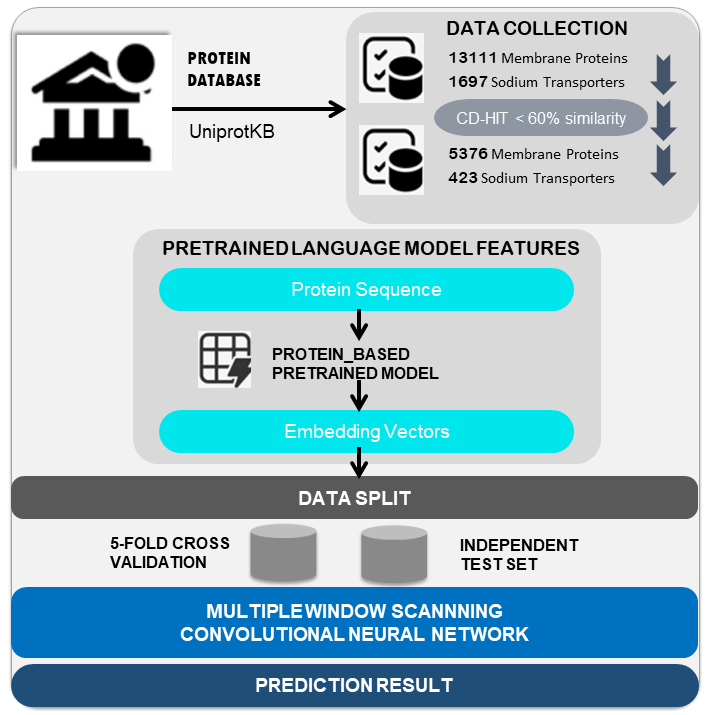 PROTEIN
DATABASE
UniprotKB
DATA COLLECTION
13111 Membrane Proteins
1697 Sodium Transporters
CD-HIT < 60% similarity
5376 Membrane Proteins
423 Sodium Transporters
PRETRAINED LANGUAGE MODEL FEATURES
Protein Sequence
PROTEIN_BASED
PRETRAINED MODEL
Embedding Vectors
DATA SPLIT
5-FOLD CROSS
VALIDATION
INDEPENDENT
TEST SET
MULTIPLE WINDOW SCANNNING
CONVOLUTIONAL NEURAL NETWORK
PREDICTION RESULT